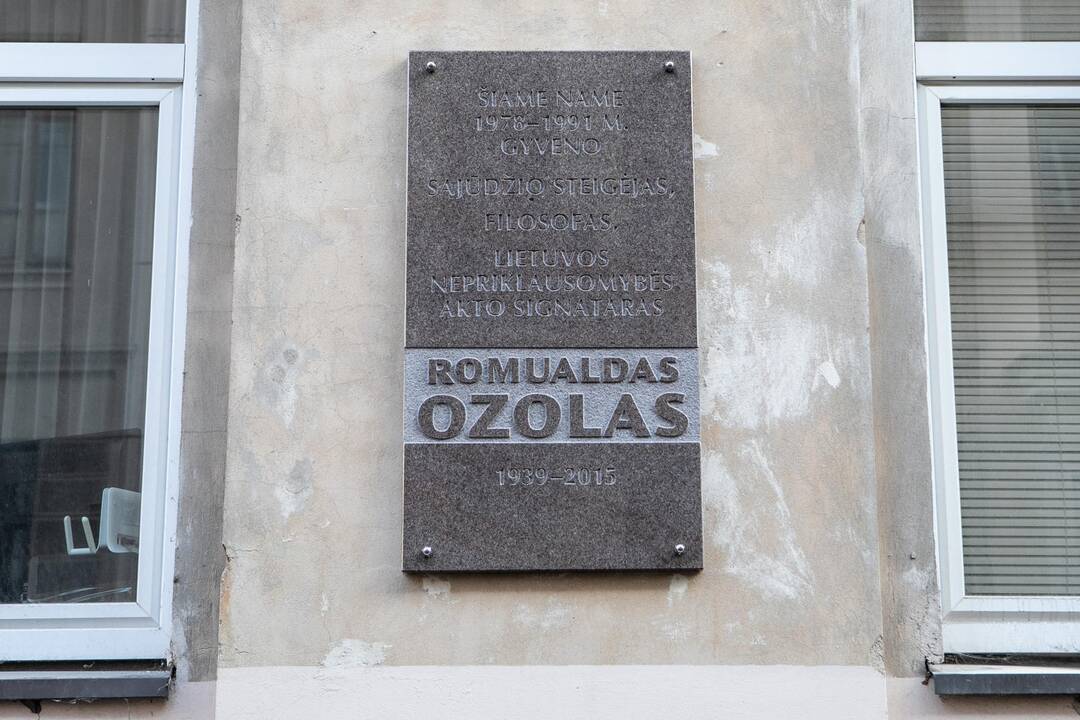 ŠIAME NAME
1978–1991 M.
GYVENO
SĄJŪDŽIO STEIGĖJAS,
FILOSOFAS,
LIETUVOS
NEPRIKLAUSOMYBĖS
AKTO SIGNATARAS
ROMUALDAS
OZOLAS
1939–2015